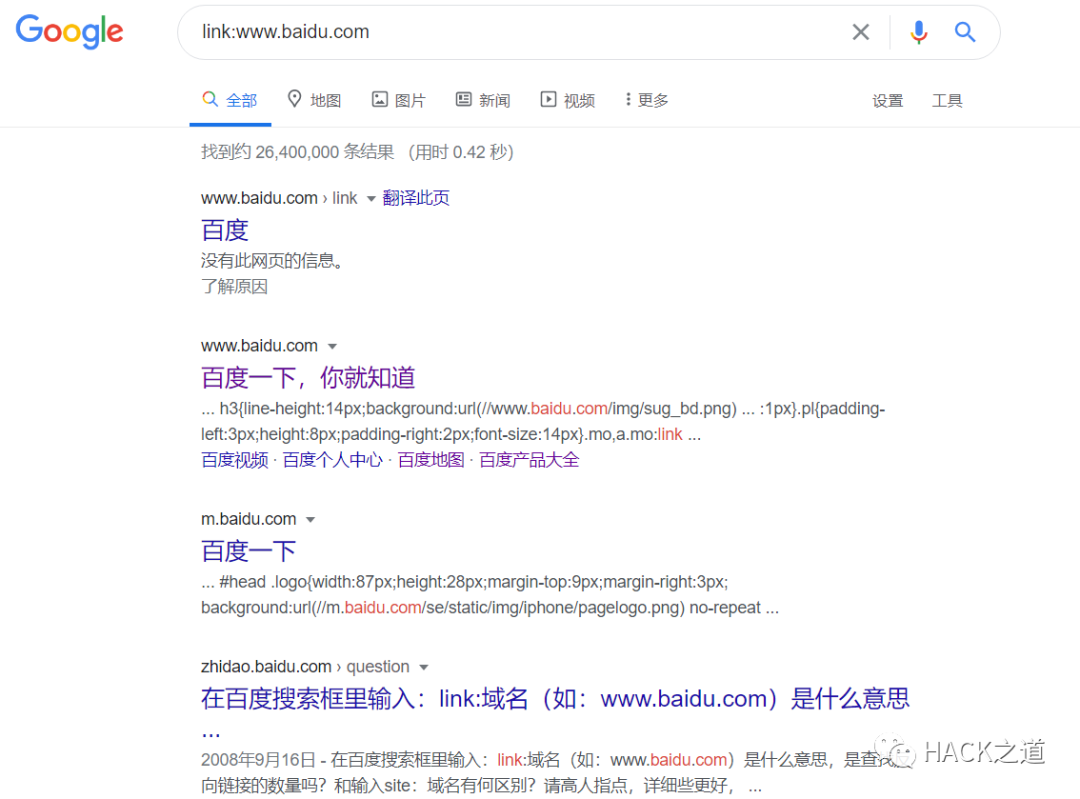 Google
link:www.baidu.com
全部 地图 图片 新闻 视频 更多 设置 工具
找到约 26,400,000 条结果 （用时 0.42 秒）
www.baidu.com › link 翻译此页
百度
没有此网页的信息。
了解原因
www.baidu.com
百度一下，你就知道
... h3{line-height:14px;background:url(//www.baidu.com/img/sug_bd.png) ... :1px}.pl{padding-
left:3px;height:8px;padding-right:2px;font-size:14px}.mo,a.mo:link ...
百度视频 · 百度个人中心 · 百度地图 · 百度产品大全
m.baidu.com
百度一下
... #head .logo{width:87px;height:28px;margin-top:9px;margin-right:3px;
background:url(//m.baidu.com/se/static/img/iphone/pagelogo.png) no-repeat ...
zhidao.baidu.com › question
在百度搜索框里输入：link:域名（如：www.baidu.com）是什么意思
...
2008年9月16日 - 在百度搜索框里输入：link:域名（如：www.baidu.com）是什么意思，是查找
向链接的数量吗？和输入site：域名有何区别？请高人指点，详细些更好， ...
HACK之道